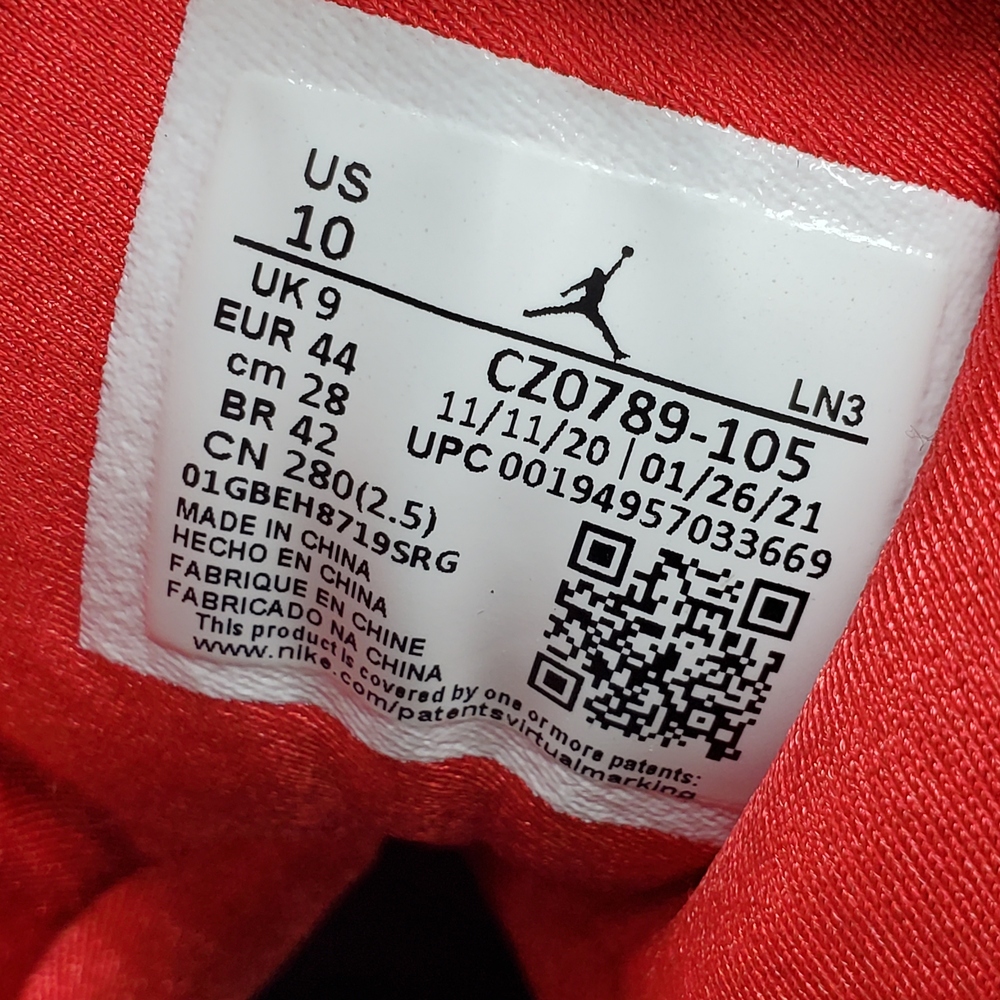 US
10
UK 9
EUR 44
cm 28
BR 42
CN 280(2.5)
01GBEH8719SRG
MADE IN CHINA
HECHO EN CHINA
FABRIQUE EN CHINE
FABRICADO NA CHINA
This product is covered by one or more patents:
www.nike.com/patentsvirtualmarking
LN3
CZ0789-105
11/11/20 | 01/26/21
UPC 00194957033669